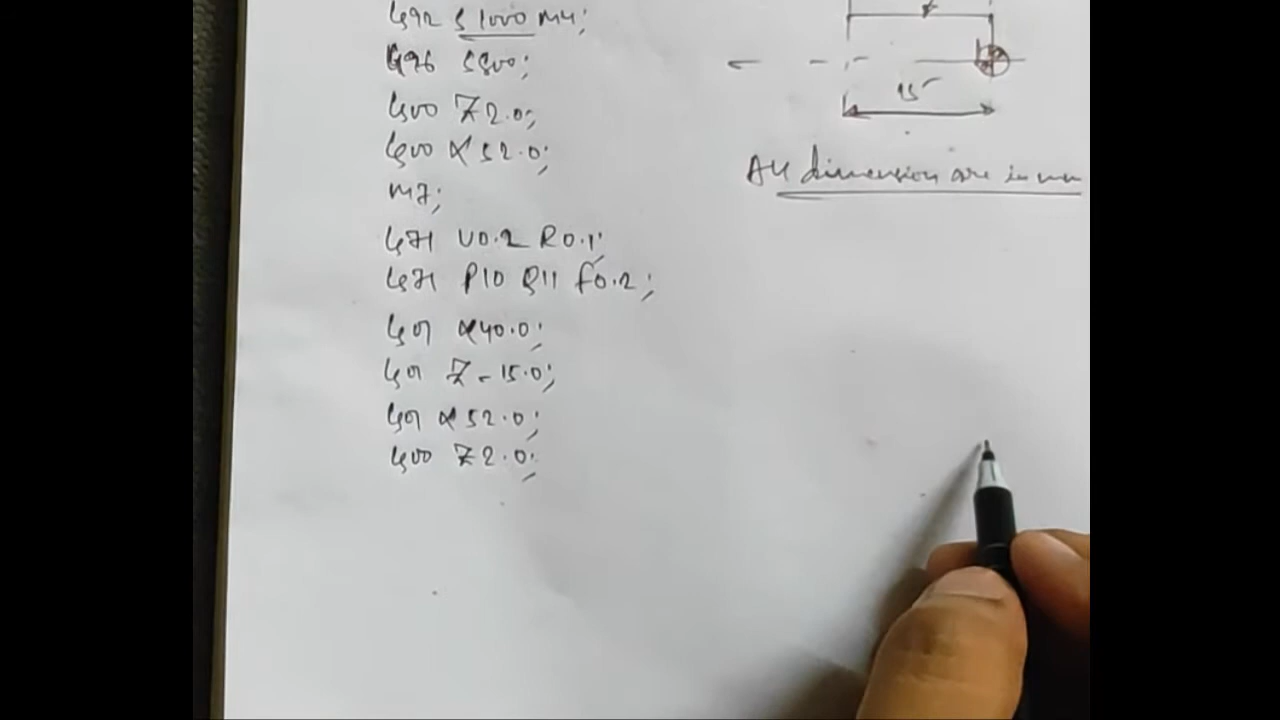 G92 S1000 M4;
G96 S800;
G00 Z2.0;
G00 X52.0;
M7;
G71 U0.2 R0.1;
G71 P10 Q11 F0.2;
G01 X40.0;
G01 Z-15.0;
G01 X52.0;
G00 Z2.0;
15
All dimension are in mm